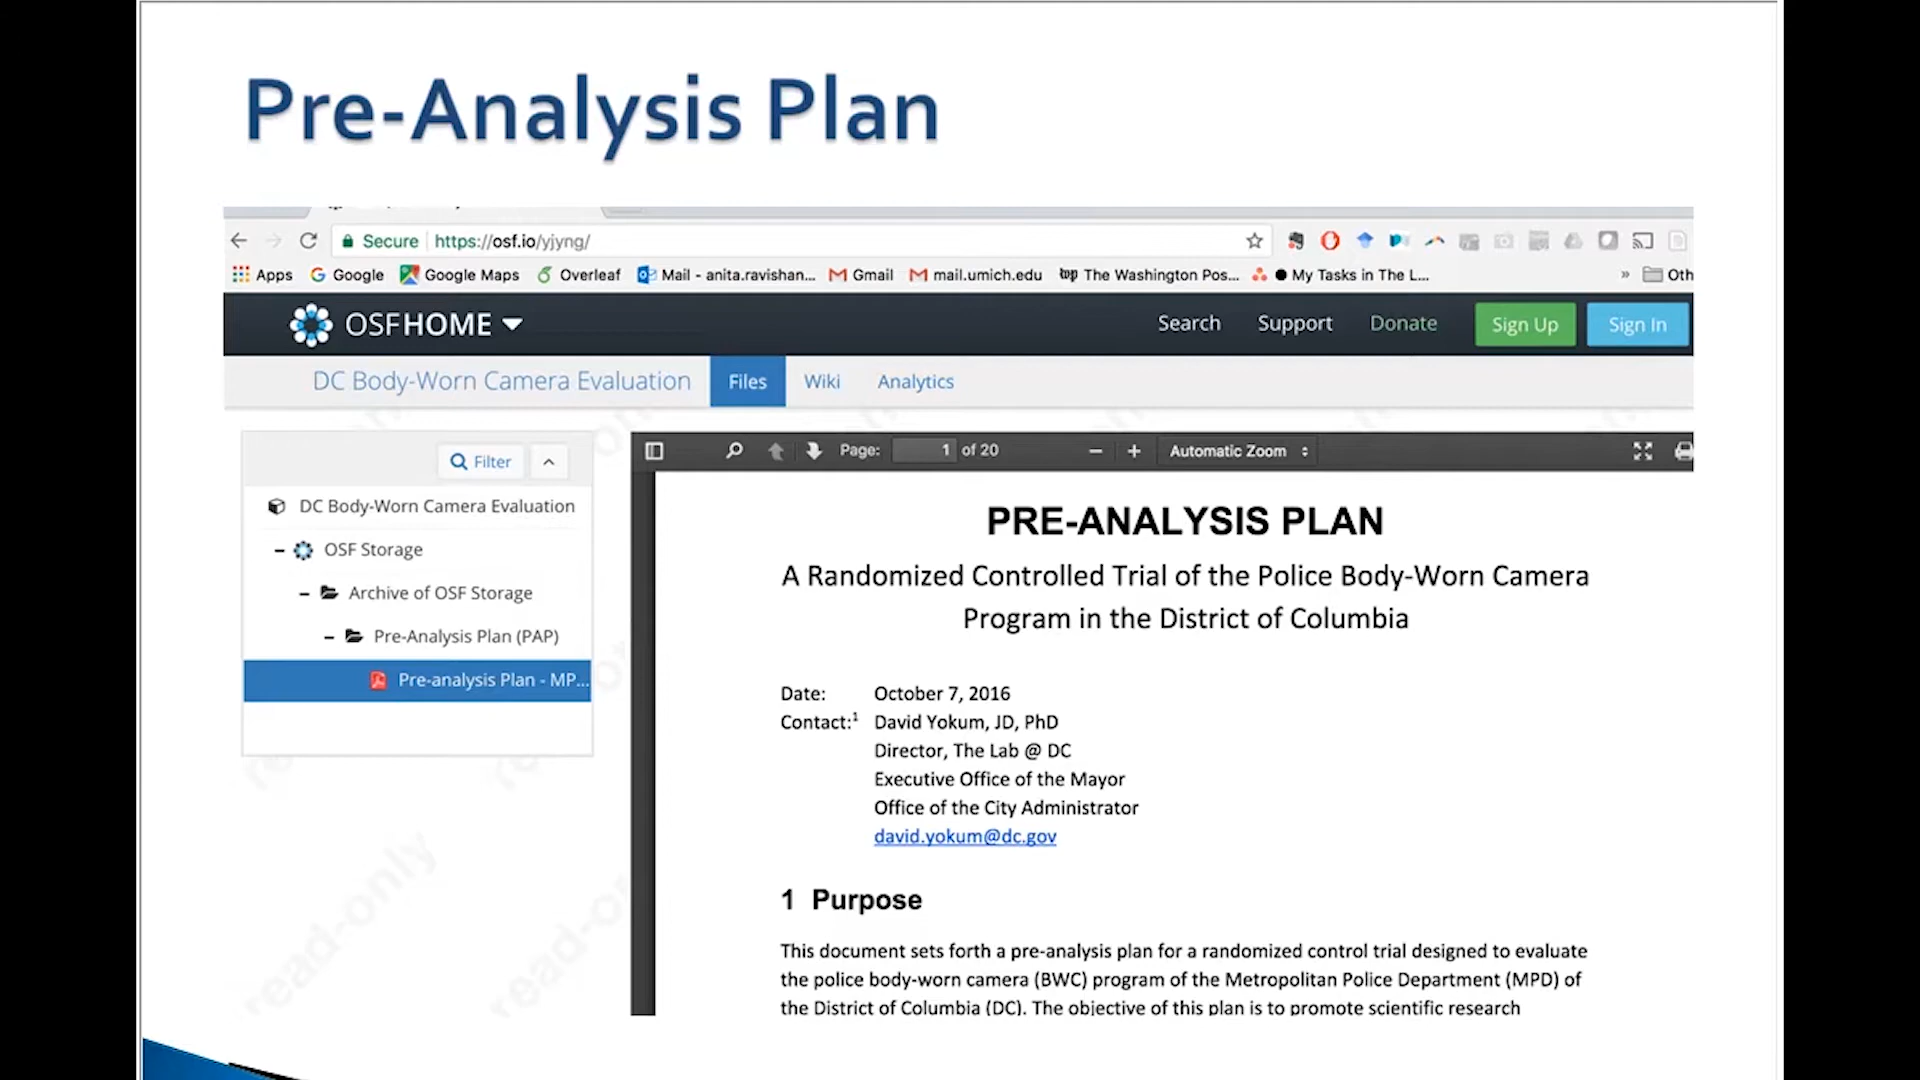 Pre-Analysis Plan
Secure https://osf.io/yjyng/
Apps Google Google Maps Overleaf Mail - anita.ravishan... Gmail mail.umich.edu wp The Washington Pos... My Tasks in The L... » Oth
OSFHOME Search Support Donate Sign Up Sign In
DC Body-Worn Camera Evaluation Files Wiki Analytics
Filter
DC Body-Worn Camera Evaluation
OSF Storage
Archive of OSF Storage
Pre-Analysis Plan (PAP)
Pre-analysis Plan - MP...
read-only
read-only
Page: 1 of 20 Automatic Zoom
PRE-ANALYSIS PLAN
A Randomized Controlled Trial of the Police Body-Worn Camera
Program in the District of Columbia
Date: October 7, 2016
Contact:¹ David Yokum, JD, PhD
Director, The Lab @ DC
Executive Office of the Mayor
Office of the City Administrator
david.yokum@dc.gov
1 Purpose
This document sets forth a pre-analysis plan for a randomized control trial designed to evaluate
the police body-worn camera (BWC) program of the Metropolitan Police Department (MPD) of
the District of Columbia (DC). The objective of this plan is to promote scientific research